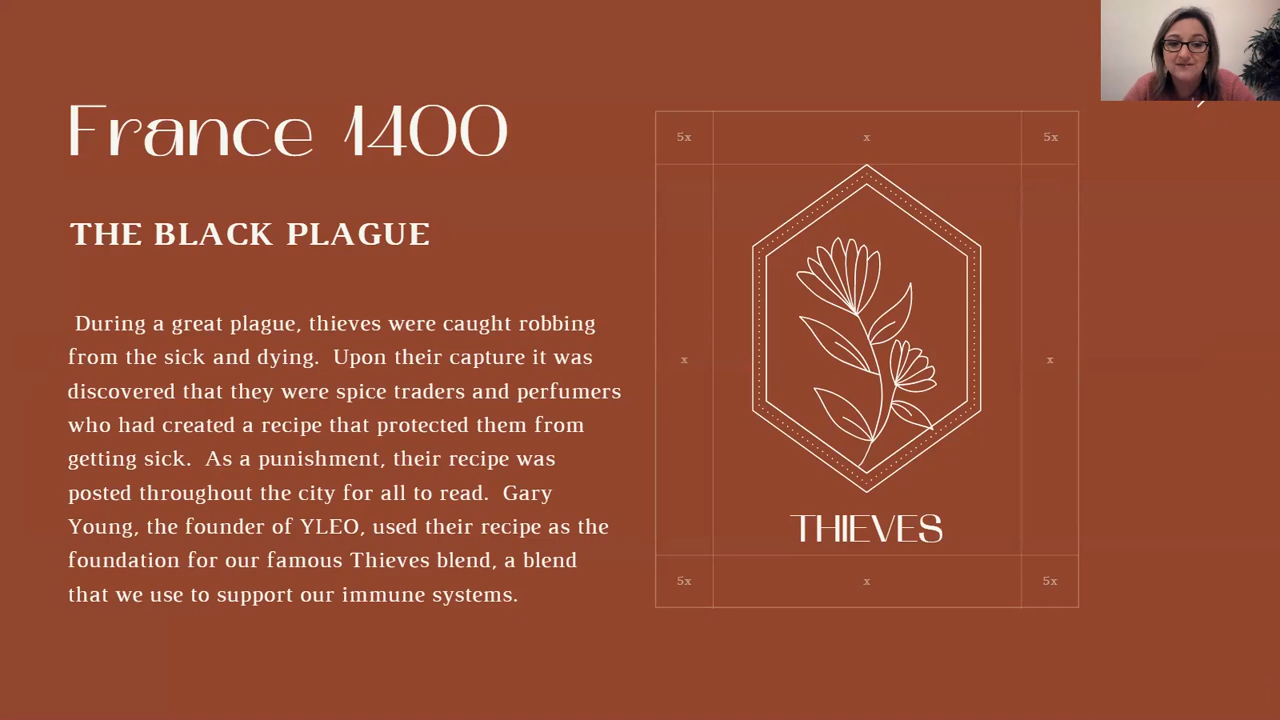 France 1400
THE BLACK PLAGUE
During a great plague, thieves were caught robbing
from the sick and dying.  Upon their capture it was
discovered that they were spice traders and perfumers
who had created a recipe that protected them from
getting sick.  As a punishment, their recipe was
posted throughout the city for all to read.  Gary
Young, the founder of YLEO, used their recipe as the
foundation for our famous Thieves blend, a blend
that we use to support our immune systems.
5x x 5x
x x
THIEVES
5x x 5x